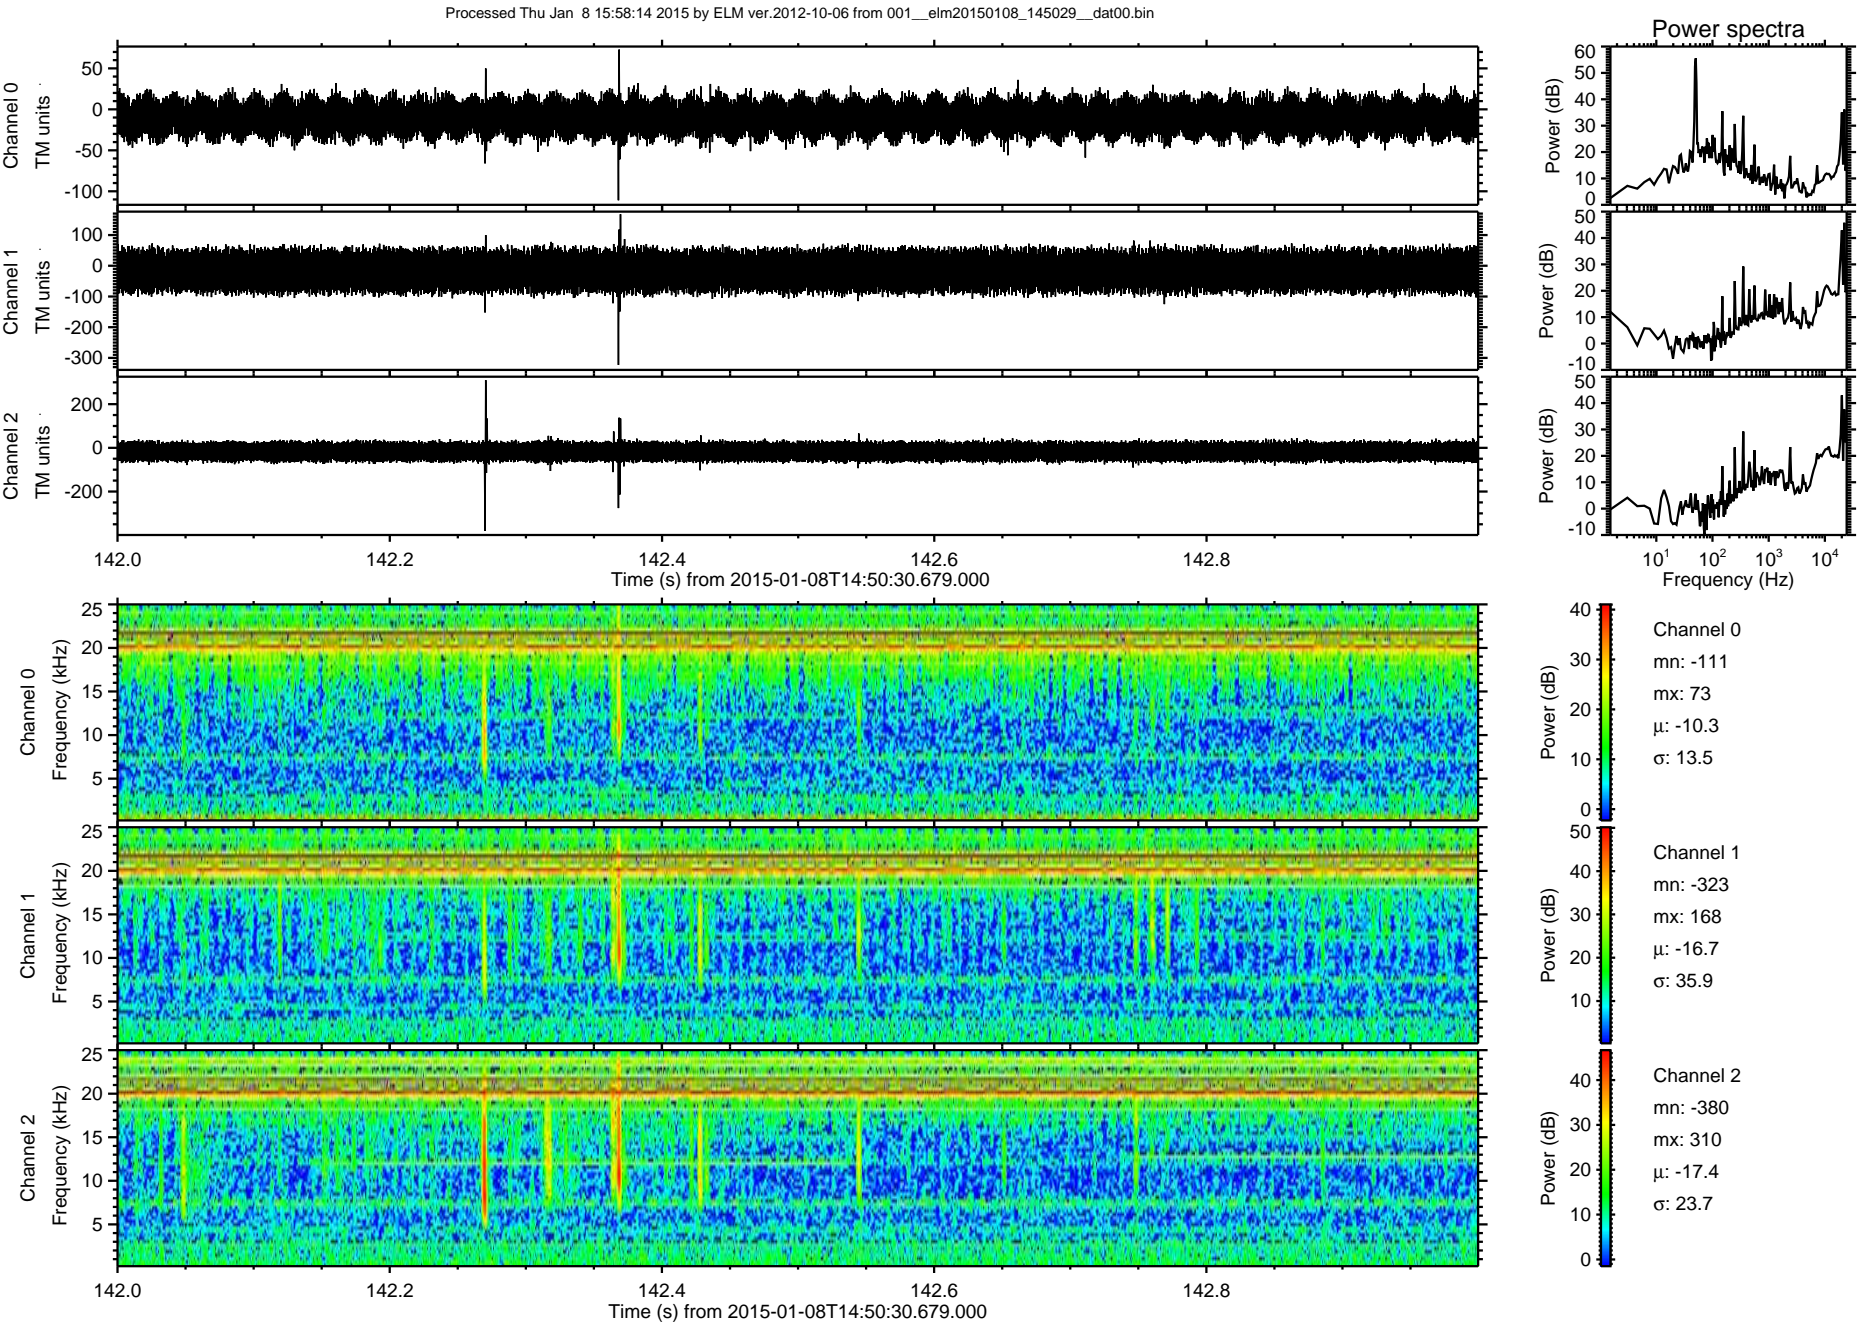 Processed Thu Jan  8 15:58:14 2015 by ELM ver.2012-10-06 from 001__elm20150108_145029__dat00.bin
Power spectra
Channel 0
TM units
50
0
-50
-100
Power (dB)
60
50
40
30
20
10
0
Channel 1
TM units
100
0
-100
-200
-300
Power (dB)
50
40
30
20
10
0
-10
Channel 2
TM units
200
0
-200
Power (dB)
50
40
30
20
10
0
-10
142.0 142.2 142.4 142.6 142.8
Time (s) from 2015-01-08T14:50:30.679.000
10¹ 10² 10³ 10⁴
Frequency (Hz)
Channel 0
Frequency (kHz)
25
20
15
10
5
Power (dB)
40
30
20
10
0
Channel 0
mn: -111
mx: 73
μ: -10.3
σ: 13.5
Channel 1
Frequency (kHz)
25
20
15
10
5
Power (dB)
50
40
30
20
10
Channel 1
mn: -323
mx: 168
μ: -16.7
σ: 35.9
Channel 2
Frequency (kHz)
25
20
15
10
5
Power (dB)
40
30
20
10
0
Channel 2
mn: -380
mx: 310
μ: -17.4
σ: 23.7
142.0 142.2 142.4 142.6 142.8
Time (s) from 2015-01-08T14:50:30.679.000